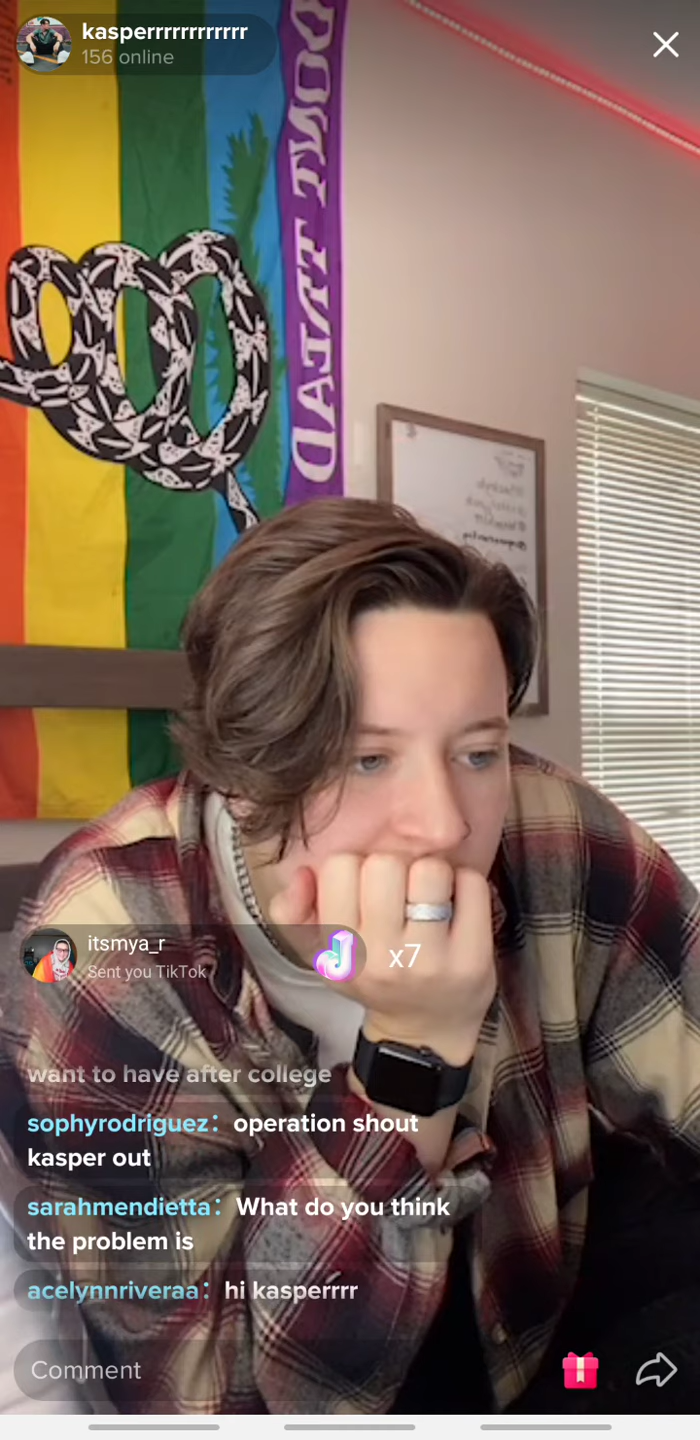 kasperrrrrrrrrrrr
156 online
DONT TREAD
itsmya_r
Sent you TikTok
x7
want to have after college
sophyrodriguez: operation shout
kasper out
sarahmendietta: What do you think
the problem is
acelynnriveraa: hi kasperrrr
Comment